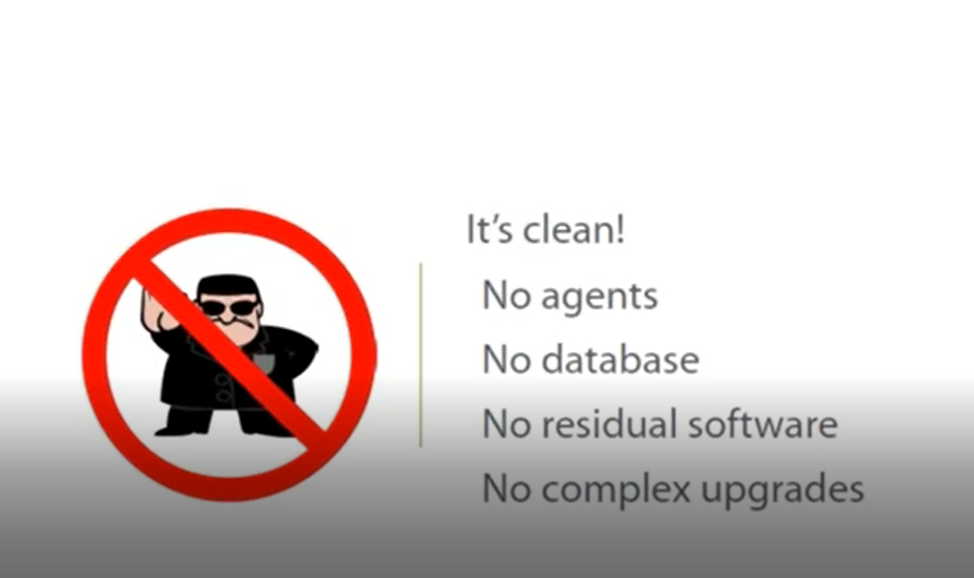 It’s clean!
No agents
No database
No residual software
No complex upgrades